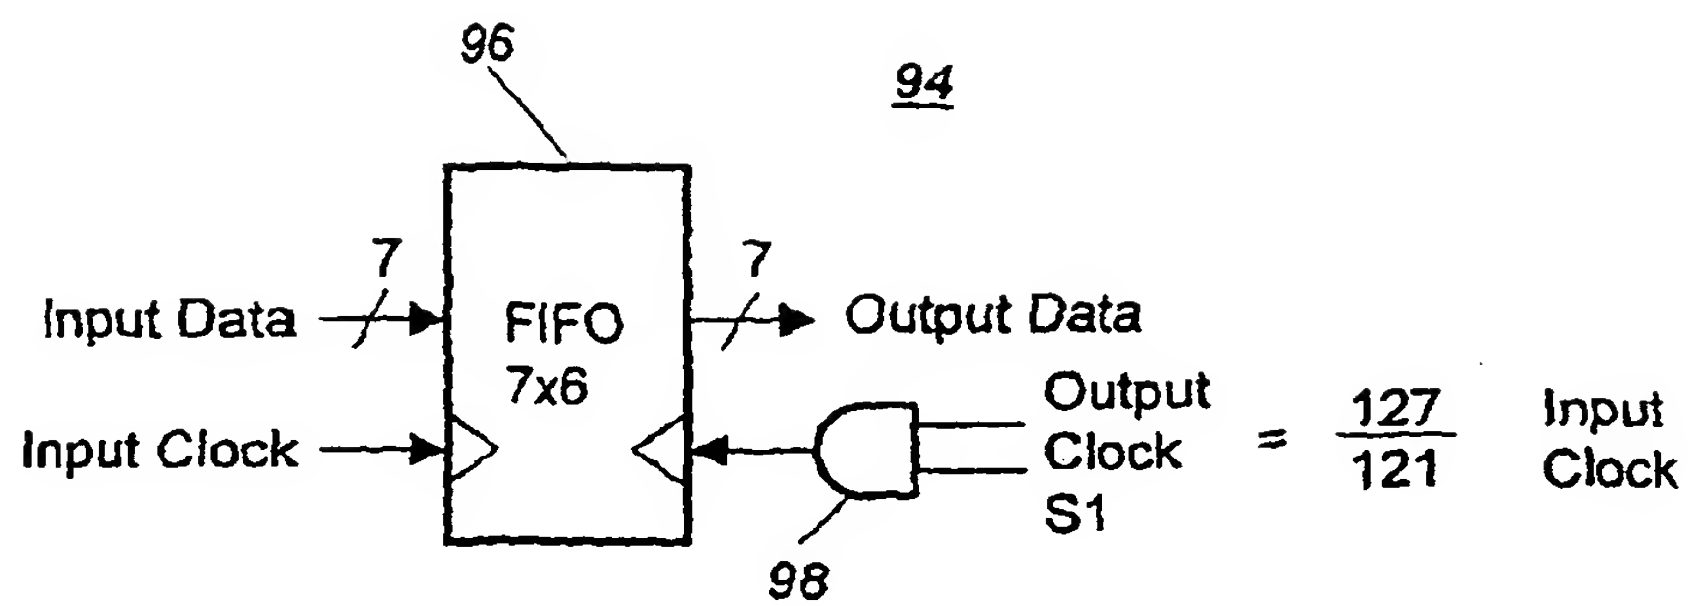 96
94
7
7
Input Data
FIFO
7x6
Output Data
Input Clock
Output
Clock
S1
=
127
121
Input
Clock
98